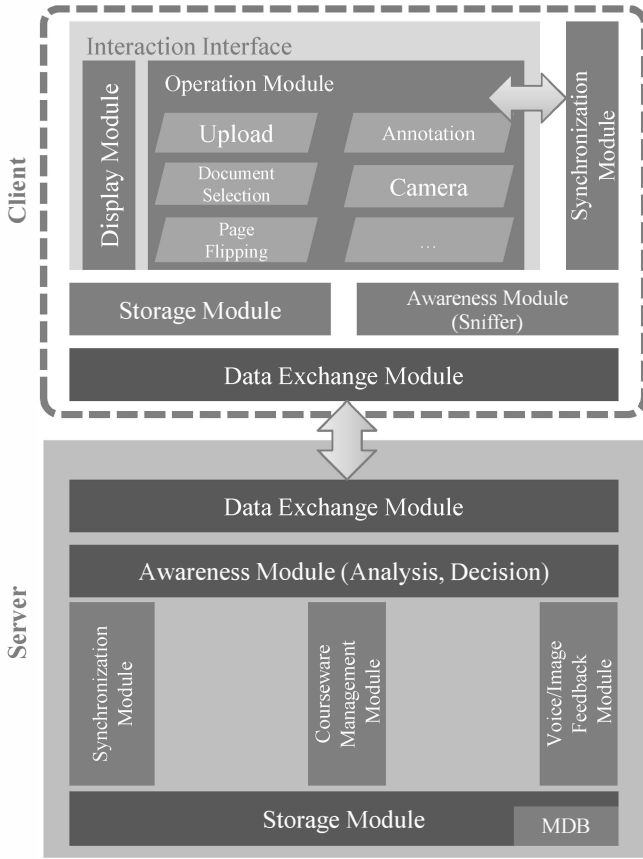 Client
Interaction Interface
Display Module
Operation Module
Upload
Annotation
Document
Selection
Camera
Page
Flipping
...
Synchronization
Module
Storage Module
Awareness Module
(Sniffer)
Data Exchange Module
Server
Data Exchange Module
Awareness Module (Analysis, Decision)
Synchronization
Module
Courseware
Management
Module
Voice/Image
Feedback
Module
Storage Module
MDB